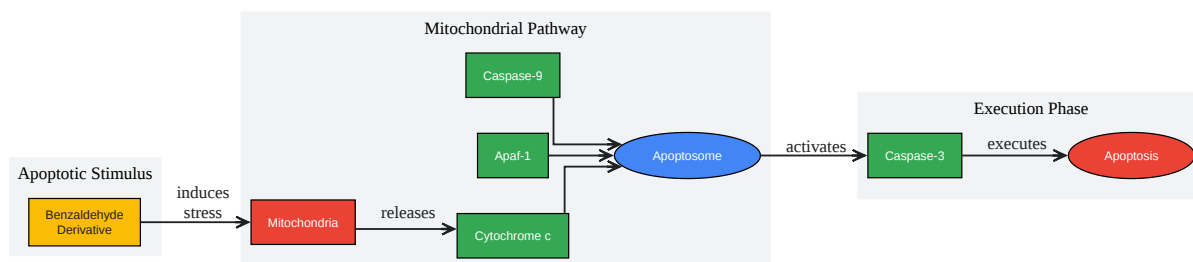 Mitochondrial Pathway
Caspase-9
Execution Phase
Apaf-1
Apoptosome
activates
Caspase-3
executes
Apoptosis
Apoptotic Stimulus
Benzaldehyde
Derivative
induces
stress
Mitochondria
releases
Cytochrome c